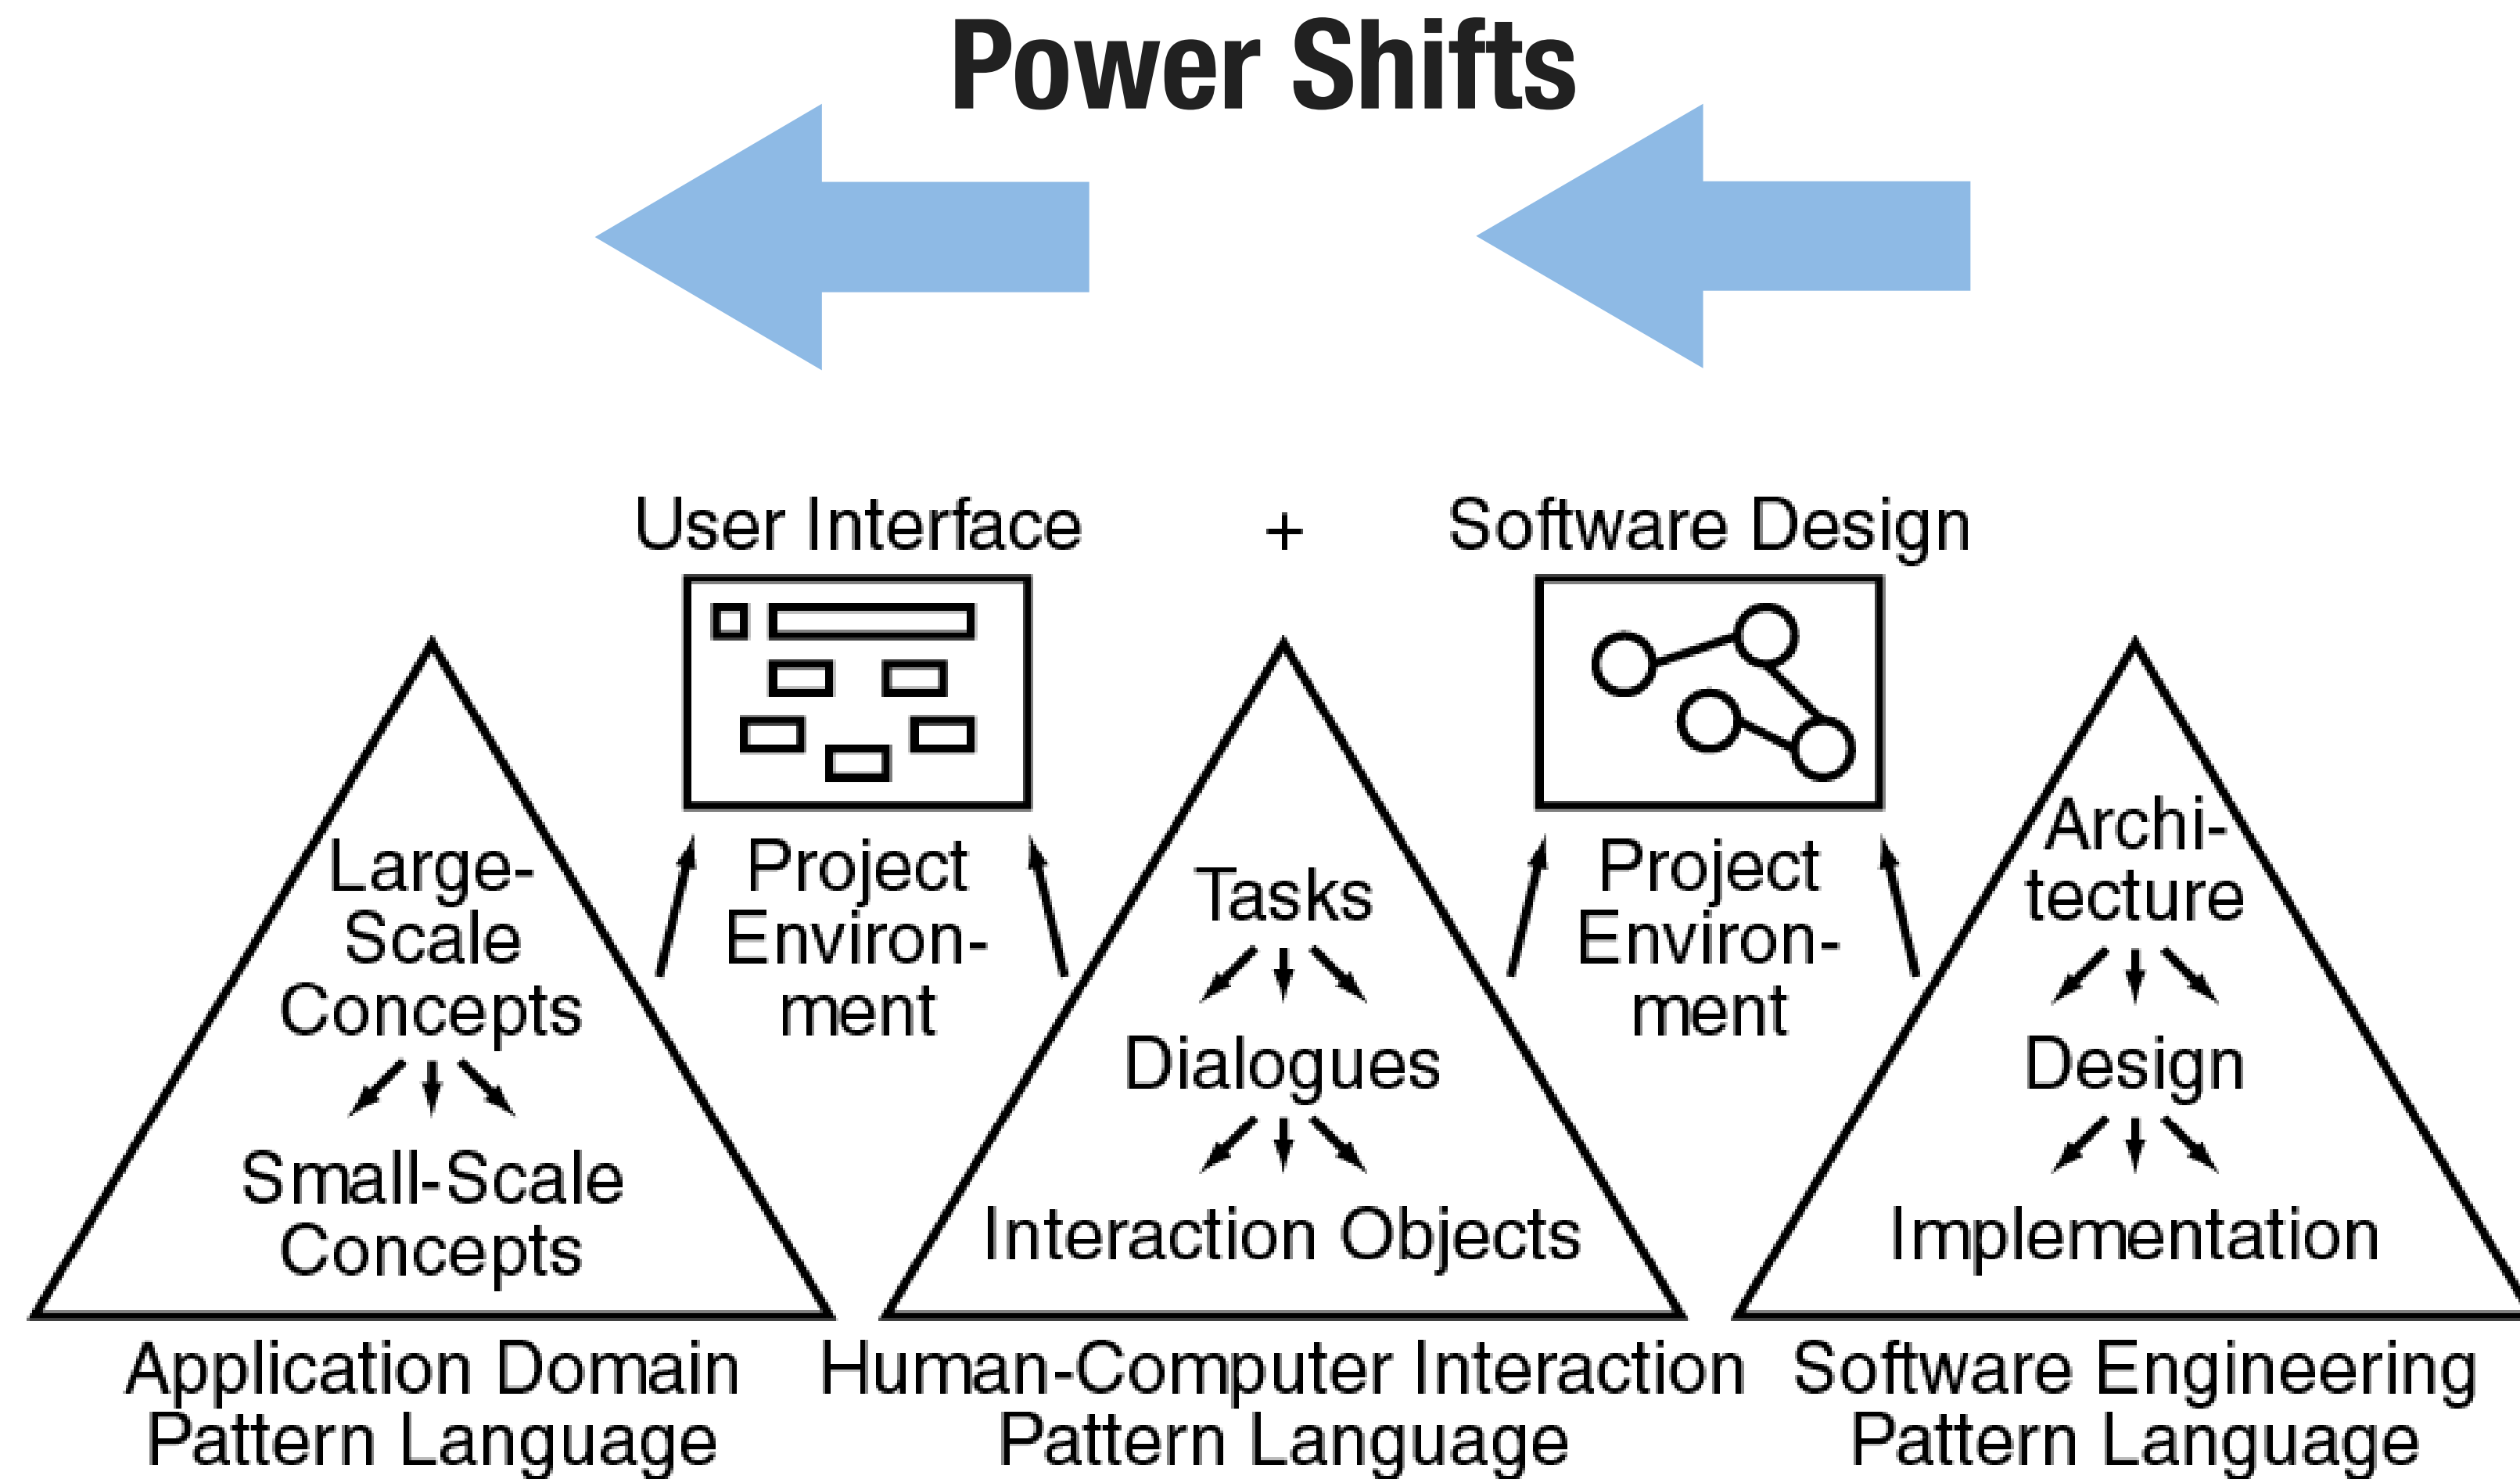 Power Shifts
User Interface + Software Design
Large-
Scale
Concepts
Small-Scale
Concepts
Project
Environ-
ment
Tasks
Dialogues
Interaction Objects
Project
Environ-
ment
Archi-
tecture
Design
Implementation
Application Domain
Pattern Language
Human-Computer Interaction
Pattern Language
Software Engineering
Pattern Language